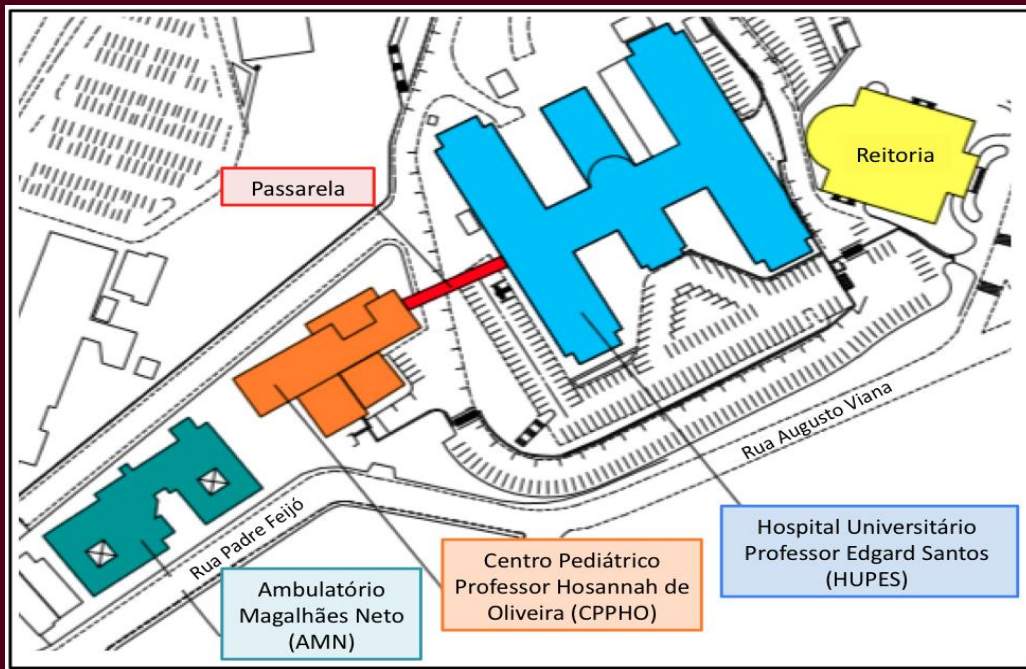 Reitoria
Passarela
Rua Augusto Viana
Rua Padre Feijó
Hospital Universitário
Professor Edgard Santos
(HUPES)
Centro Pediátrico
Professor Hosannah de
Oliveira (CPPHO)
Ambulatório
Magalhães Neto
(AMN)